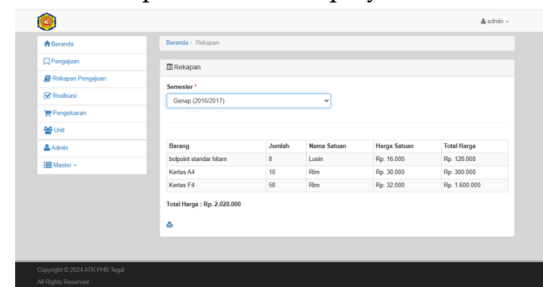 admin
Beranda
Pengajuan
Rekapan Pengajuan
Realisasi
Pengeluaran
Unit
Admin
Master
Beranda / Rekapan
Rekapan
Semester *
Genap (2016/2017)
Barang Jumlah Nama Satuan Harga Satuan Total Harga
bolpoint standar hitam 8 Lusin Rp. 16.000 Rp. 128.000
Kertas A4 10 Rim Rp. 30.000 Rp. 300.000
Kertas F4 50 Rim Rp. 32.000 Rp. 1.600.000
Total Harga : Rp. 2.028.000
Copyright © 2024 ATK PHB Tegal
All Rights Reserved